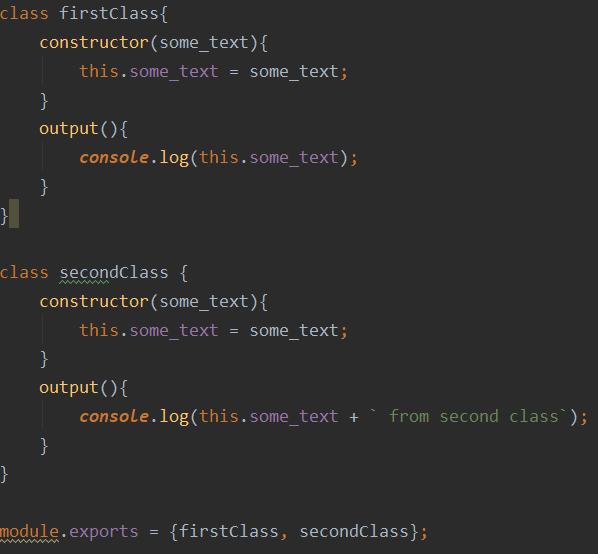 class firstClass{
    constructor(some_text){
        this.some_text = some_text;
    }
    output(){
        console.log(this.some_text);
    }
}

class secondClass {
    constructor(some_text){
        this.some_text = some_text;
    }
    output(){
        console.log(this.some_text + ` from second class`);
    }
}

module.exports = {firstClass, secondClass};